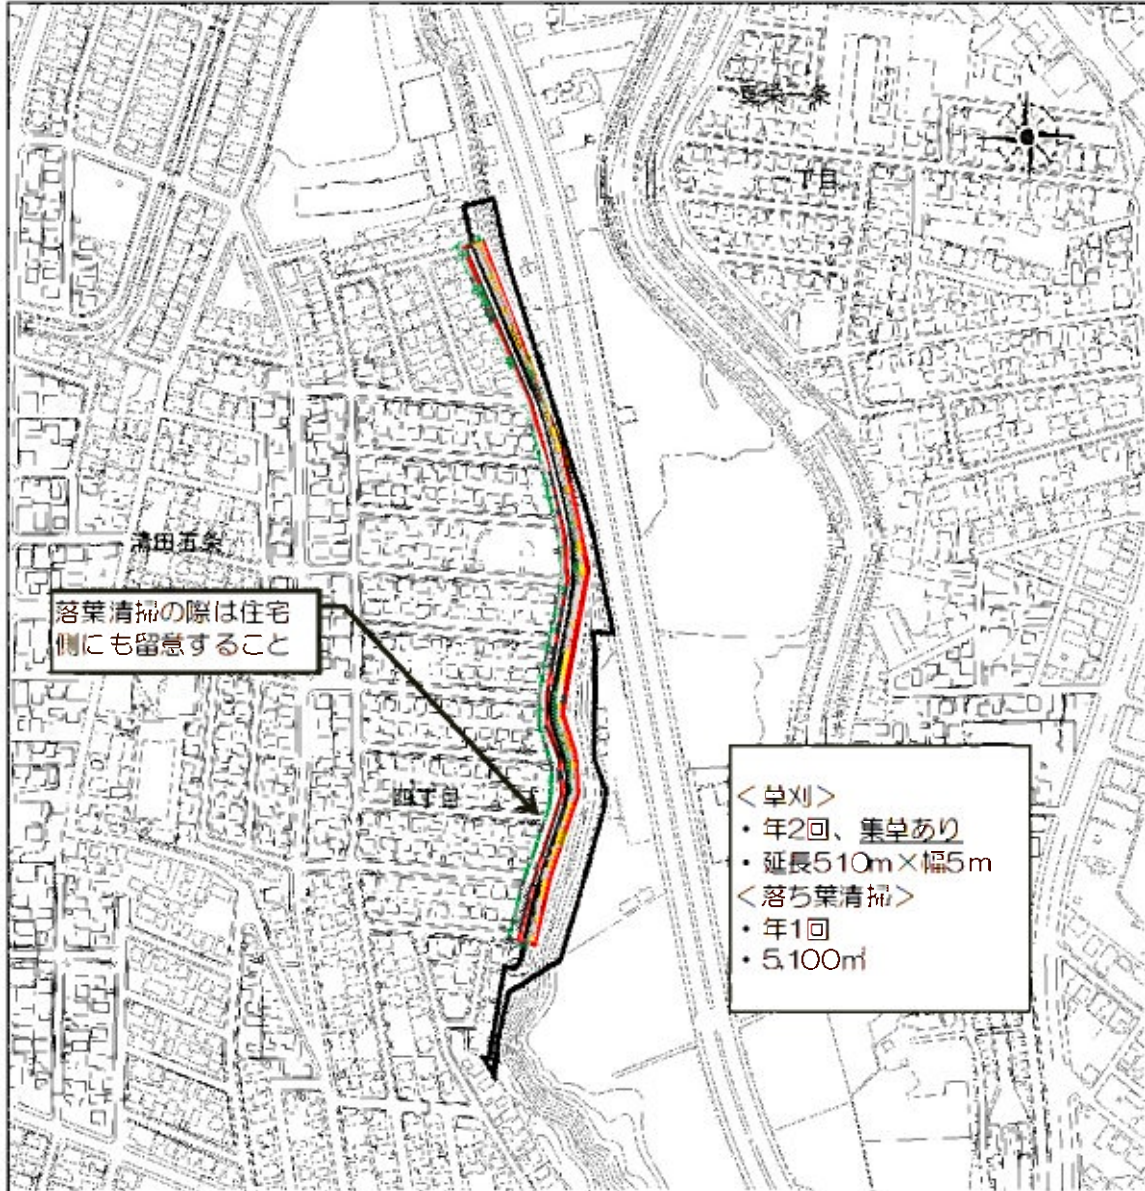 真栄一条
一丁目
清田五条
落葉清掃の際は住宅
側にも留意すること
四丁目
<草刈>
・年2回、集草あり
・延長510m×幅5m
<落ち葉清掃>
・年1回
・5,100㎡